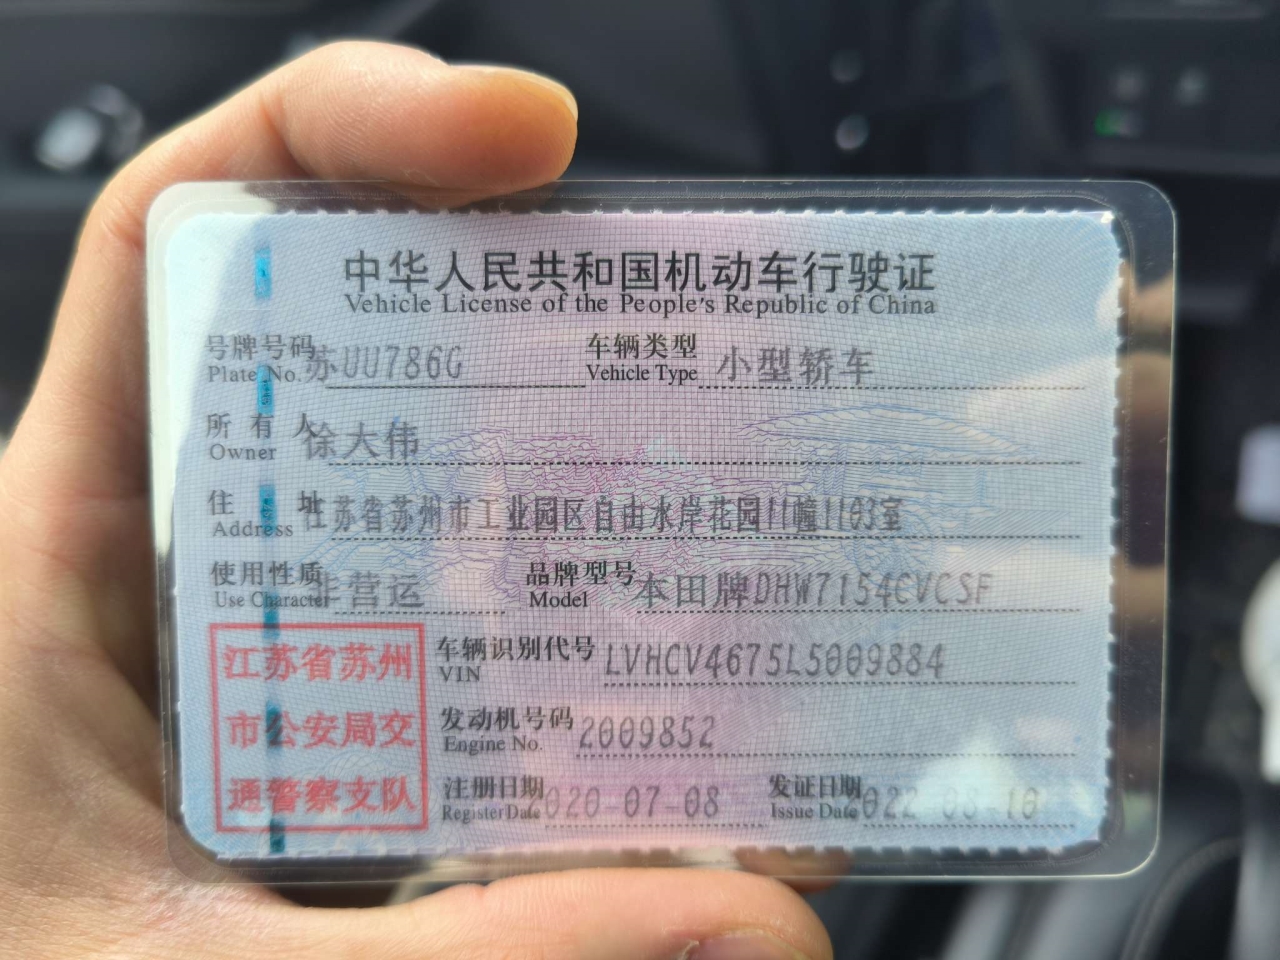 中华人民共和国机动车行驶证
Vehicle License of the People's Republic of China
号牌号码 苏UU786G 车辆类型 小型轿车
Plate No. Vehicle Type
所有人 徐大伟
Owner
住址 江苏省苏州市工业园区自由水岸花园11幢1103室
Address
使用性质 非营运 品牌型号 本田牌DHW7154CVCSF
Use Character Model
江苏省苏州
市公安局交
通警察支队
车辆识别代号 LVHCV4675L5009884
VIN
发动机号码 2009852
Engine No.
注册日期 2020-07-08 发证日期 2022-08-10
Register Date Issue Date